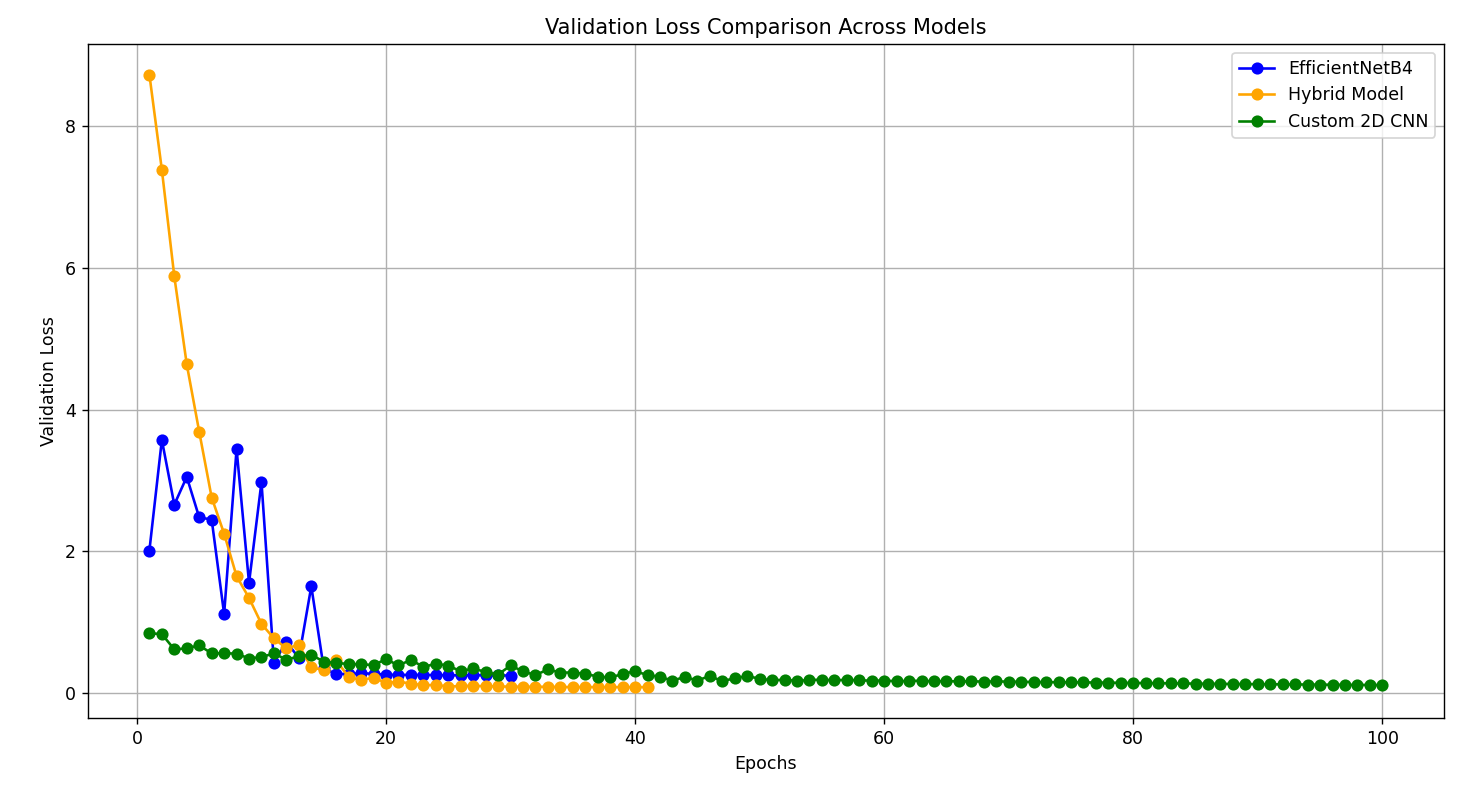 Validation Loss Comparison Across Models
EfficientNetB4
Hybrid Model
Custom 2D CNN
Validation Loss
8
6
4
2
0
0 20 40 60 80 100
Epochs